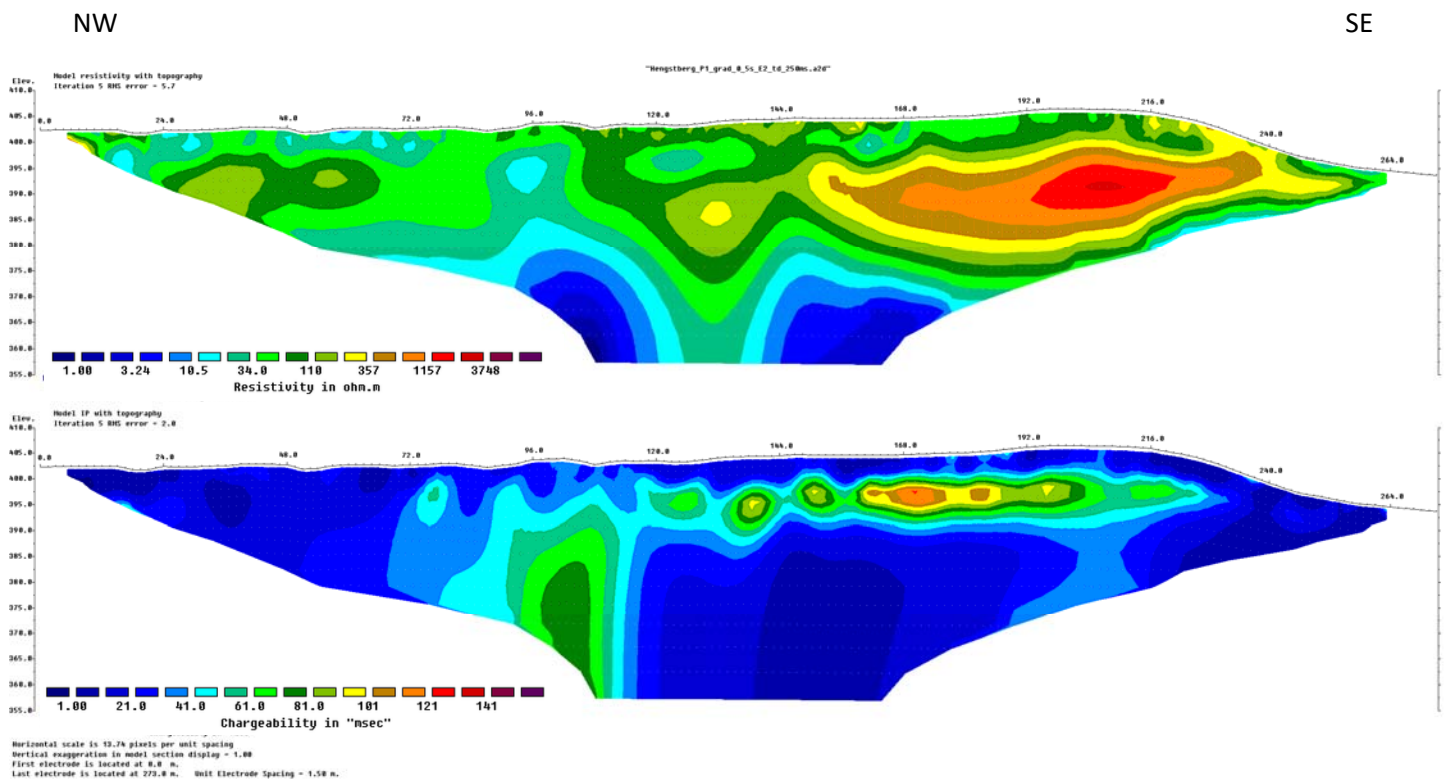 NW SE
"Hengstberg_P1_grad_0_5s_E2_td_250ms.a2d"
Elev. Model resistivity with topography
Iteration 5 RMS error = 5.7
410.0
405.0
400.0
395.0
390.0
385.0
380.0
375.0
370.0
365.0
360.0
355.0
0.0 24.0 48.0 72.0 96.0 120.0 144.0 168.0 192.0 216.0 240.0 264.0
1.00 3.24 10.5 34.0 110 357 1157 3748
Resistivity in ohm.m
Elev. Model IP with topography
Iteration 5 RMS error = 2.0
410.0
405.0
400.0
395.0
390.0
385.0
380.0
375.0
370.0
365.0
360.0
355.0
0.0 24.0 48.0 72.0 96.0 120.0 144.0 168.0 192.0 216.0 240.0 264.0
1.00 21.0 41.0 61.0 81.0 101 121 141
Chargeability in "msec"
Horizontal scale is 13.74 pixels per unit spacing
Vertical exaggeration in model section display = 1.00
First electrode is located at 0.0 m.
Last electrode is located at 273.0 m. Unit Electrode Spacing = 1.50 m.